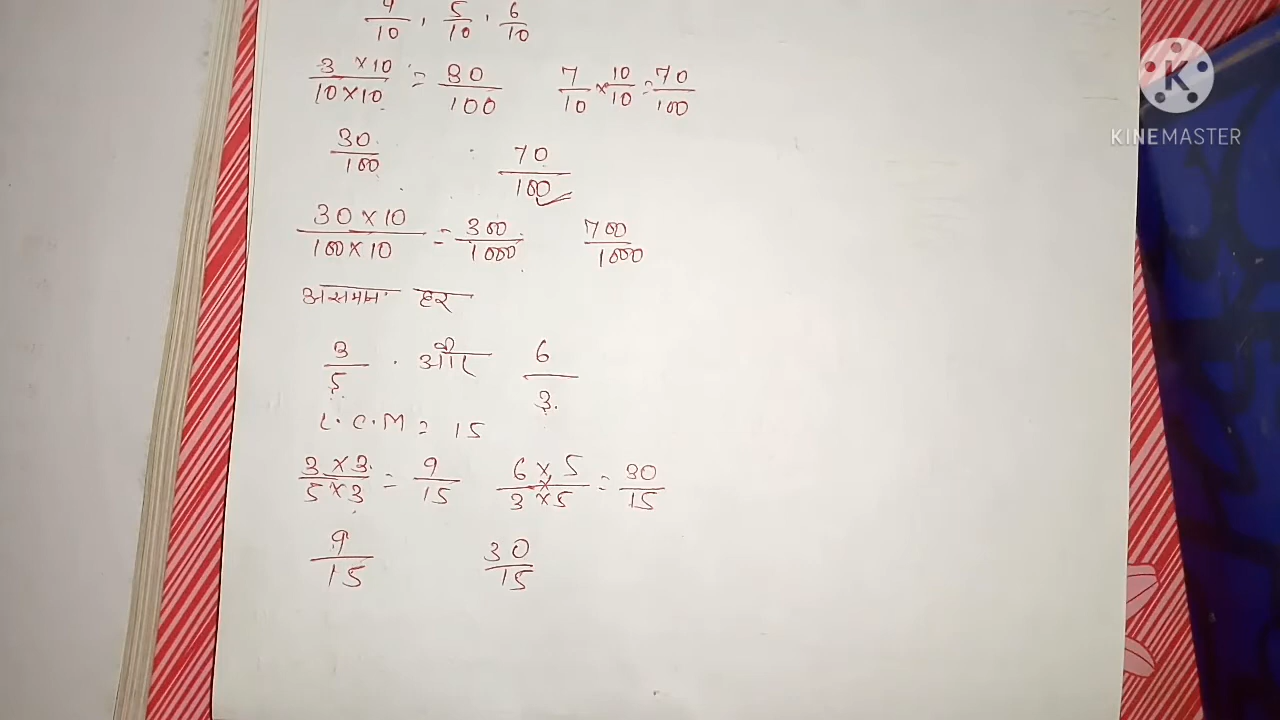 4/10, 5/10, 6/10
3 × 10 / 10 × 10 = 30/100 7/10 × 10/10 = 70/100
30/100 70/100
30 × 10 / 100 × 10 = 300/1000 700/1000
असमान हर
3/5 और 6/3
L.C.M = 15
3 × 3 / 5 × 3 = 9/15 6 × 5 / 3 × 5 = 30/15
9/15 30/15
K
KINEMASTER